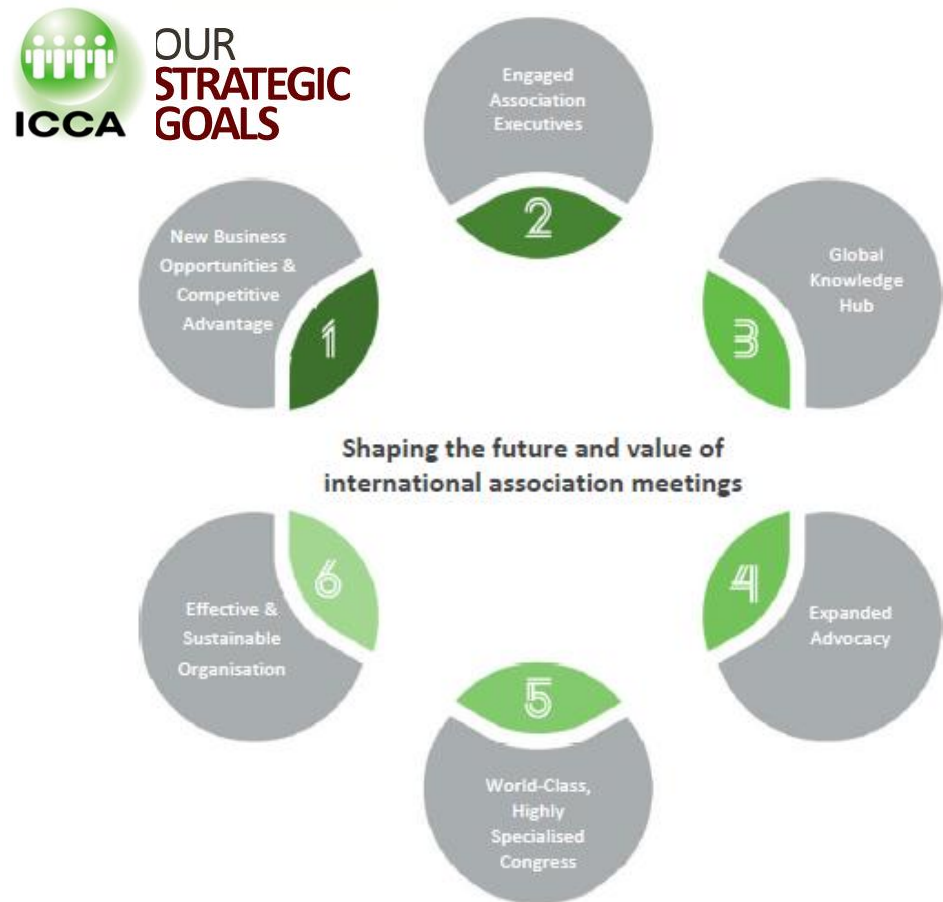 ICCA
OUR
STRATEGIC
GOALS
New Business
Opportunities &
Competitive
Advantage
1
Engaged
Association
Executives
2
Global
Knowledge
Hub
3
Shaping the future and value of
international association meetings
4
Expanded
Advocacy
5
World-Class,
Highly
Specialised
Congress
6
Effective &
Sustainable
Organisation